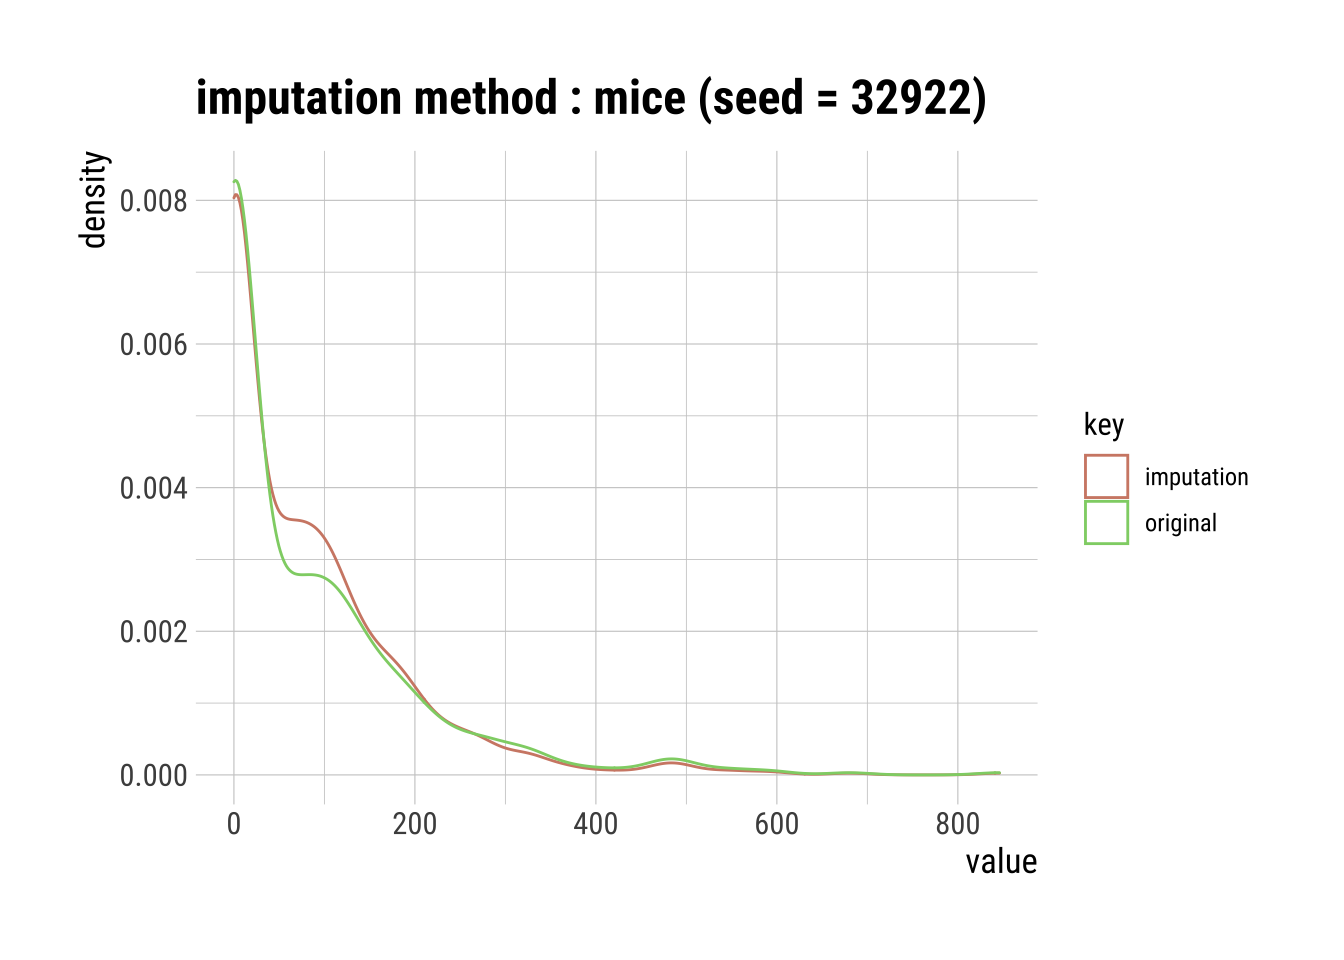 imputation method : mice (seed = 32922)
density
0.008
0.006
0.004
0.002
0.000
0 200 400 600 800
value
key
imputation
original